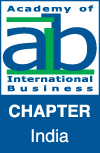 Academy of
aib
International
Business
CHAPTER
India